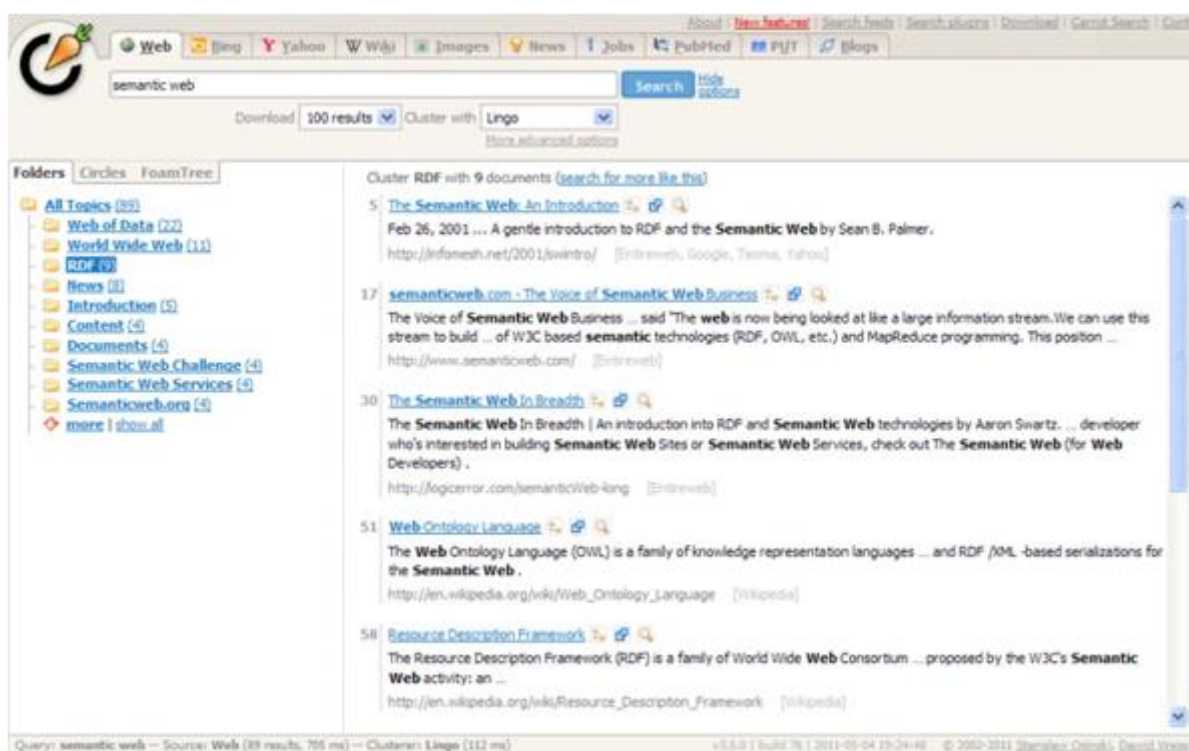 About | New features! | Search feeds | Search plugins | Download | Carrot Search |
Web Bing Yahoo Wiki Images News Jobs PubMed PUT Blogs
semantic web Search Hide options
Download 100 results Cluster with Lingo
More advanced options
Folders Circles FoamTree
All Topics (89)
Web of Data (22)
World Wide Web (11)
RDF (9)
News (8)
Introduction (5)
Content (4)
Documents (4)
Semantic Web Challenge (4)
Semantic Web Services (4)
Semanticweb.org (4)
more | show all
Cluster RDF with 9 documents (search for more like this)
5 The Semantic Web: An Introduction
Feb 26, 2001 ... A gentle introduction to RDF and the Semantic Web by Sean B. Palmer.
http://infomesh.net/2001/swintro/ [Entireweb, Google, Teoma, Yahoo]
17 semanticweb.com - The Voice of Semantic Web Business
The Voice of Semantic Web Business ... said "The web is now being looked at like a large information stream. We can use this
stream to build ... of W3C based semantic technologies (RDF, OWL, etc.) and MapReduce programming. This position ...
http://www.semanticweb.com/ [Entireweb]
30 The Semantic Web In Breadth
The Semantic Web In Breadth | An introduction into RDF and Semantic Web technologies by Aaron Swartz. ... developer
who's interested in building Semantic Web Sites or Semantic Web Services, check out The Semantic Web (for Web
Developers) .
http://logicerror.com/semanticWeb-long [Entireweb]
51 Web Ontology Language
The Web Ontology Language (OWL) is a family of knowledge representation languages ... and RDF /XML -based serializations for
the Semantic Web .
http://en.wikipedia.org/wiki/Web_Ontology_Language [Wikipedia]
58 Resource Description Framework
The Resource Description Framework (RDF) is a family of World Wide Web Consortium ... proposed by the W3C's Semantic
Web activity: an ...
http://en.wikipedia.org/wiki/Resource_Description_Framework [Wikipedia]
Query: semantic web -- Source: Web (89 results, 705 ms) -- Clusterer: Lingo (112 ms)
v3.5.0 | build 76 | 2011-05-04 © 2002-2011 Stanislaw Osinski, Dawid